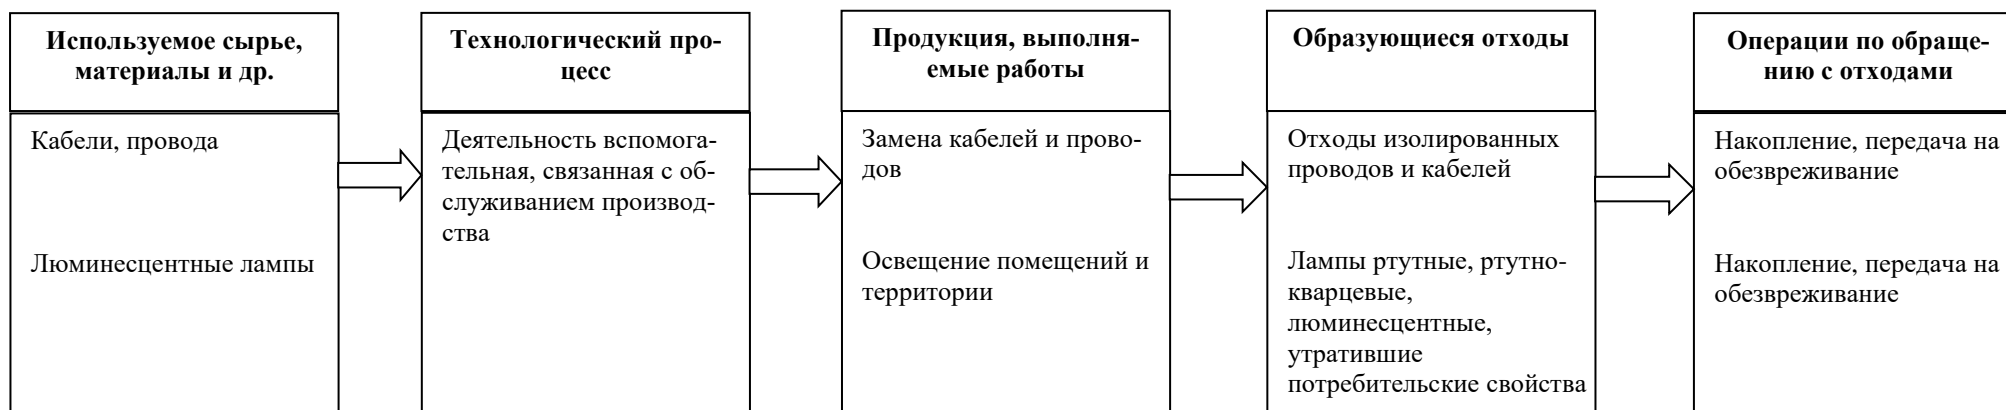 Используемое сырье,
материалы и др.
Технологический про-
цесс
Продукция, выполня-
емые работы
Образующиеся отходы
Операции по обраще-
нию с отходами
Кабели, провода
Люминесцентные лампы
Деятельность вспомога-
тельная, связанная с об-
служиванием производ-
ства
Замена кабелей и прово-
дов
Освещение помещений и
территории
Отходы изолированных
проводов и кабелей
Лампы ртутные, ртутно-
кварцевые,
люминесцентные,
утратившие
потребительские свойства
Накопление, передача на
обезвреживание
Накопление, передача на
обезвреживание